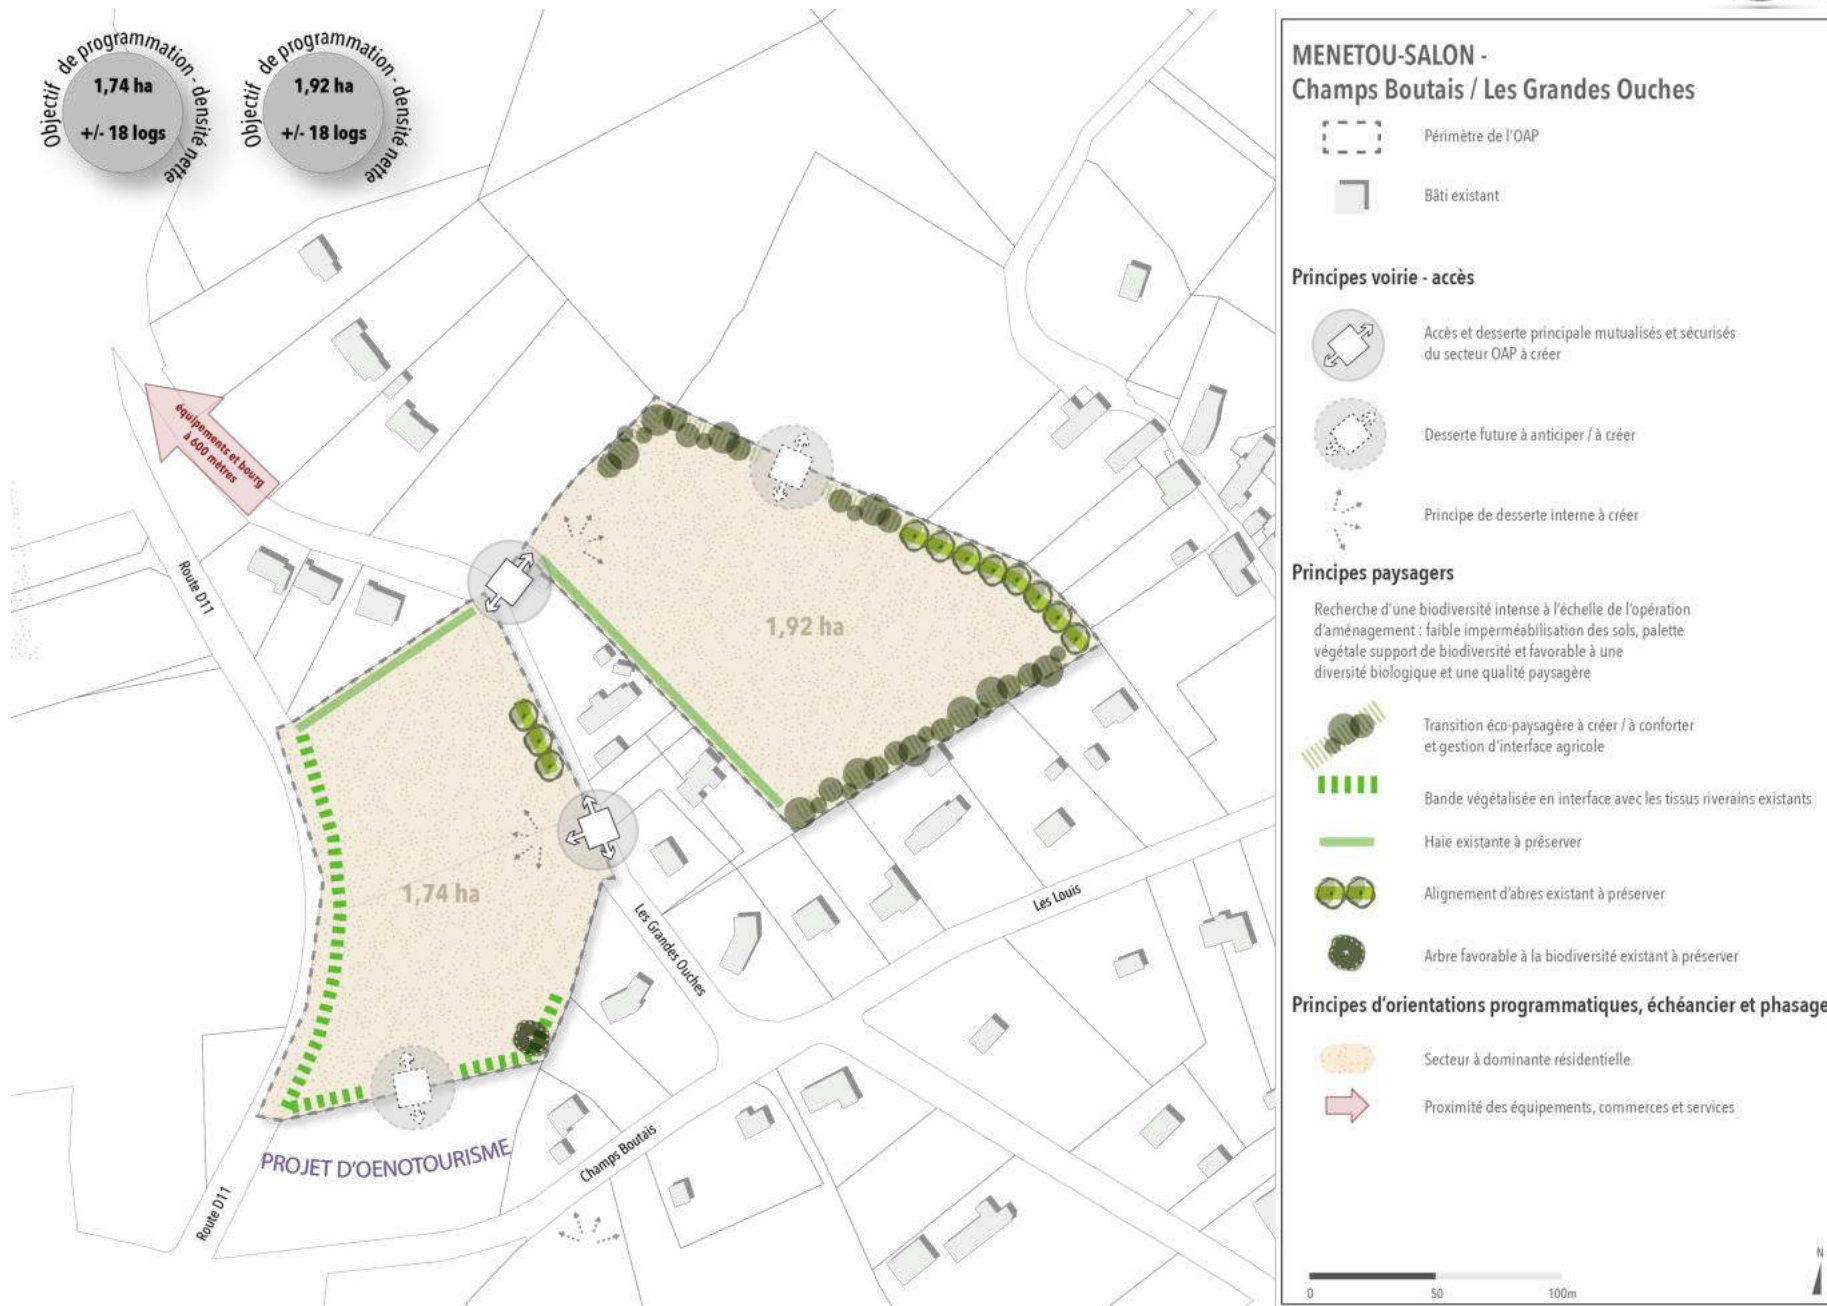 Objectif de programmation - densité nette
1,74 ha
+/- 18 logs
Objectif de programmation - densité nette
1,92 ha
+/- 18 logs
équipements et bourg
à 600 mètres
Route D11
1,92 ha
1,74 ha
Les Grandes Ouches
Les Louis
PROJET D'OENOTOURISME
Champs Boutais
Route D11
MENETOU-SALON -
Champs Boutais / Les Grandes Ouches
Périmètre de l'OAP
Bâti existant
Principes voirie - accès
Accès et desserte principale mutualisés et sécurisés
du secteur OAP à créer
Desserte future à anticiper / à créer
Principe de desserte interne à créer
Principes paysagers
Recherche d'une biodiversité intense à l'échelle de l'opération
d'aménagement : faible imperméabilisation des sols, palette
végétale support de biodiversité et favorable à une
diversité biologique et une qualité paysagère
Transition éco-paysagère à créer / à conforter
et gestion d'interface agricole
Bande végétalisée en interface avec les tissus riverains existants
Haie existante à préserver
Alignement d'abres existant à préserver
Arbre favorable à la biodiversité existant à préserver
Principes d'orientations programmatiques, échéancier et phasage
Secteur à dominante résidentielle
Proximité des équipements, commerces et services
N
0 50 100m